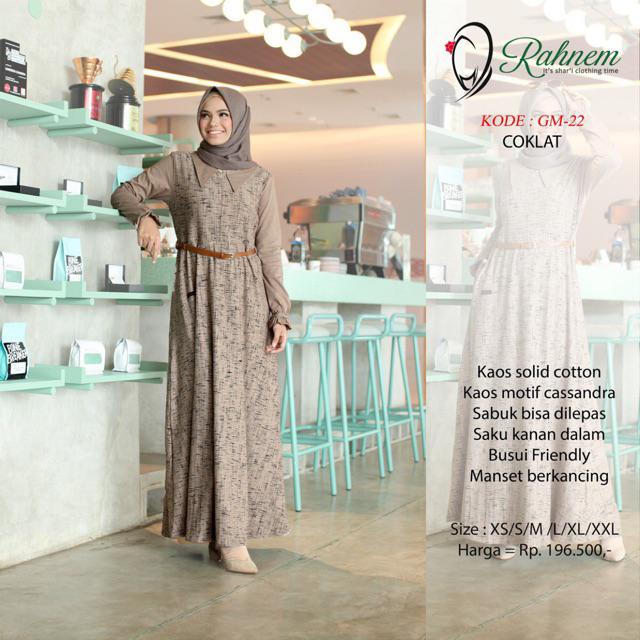 Rahnem
it's shar'i clothing time
KODE : GM-22
COKLAT
Kaos solid cotton
Kaos motif cassandra
Sabuk bisa dilepas
Saku kanan dalam
Busui Friendly
Manset berkancing
Size : XS/S/M /L/XL/XXL
Harga = Rp. 196.500,-